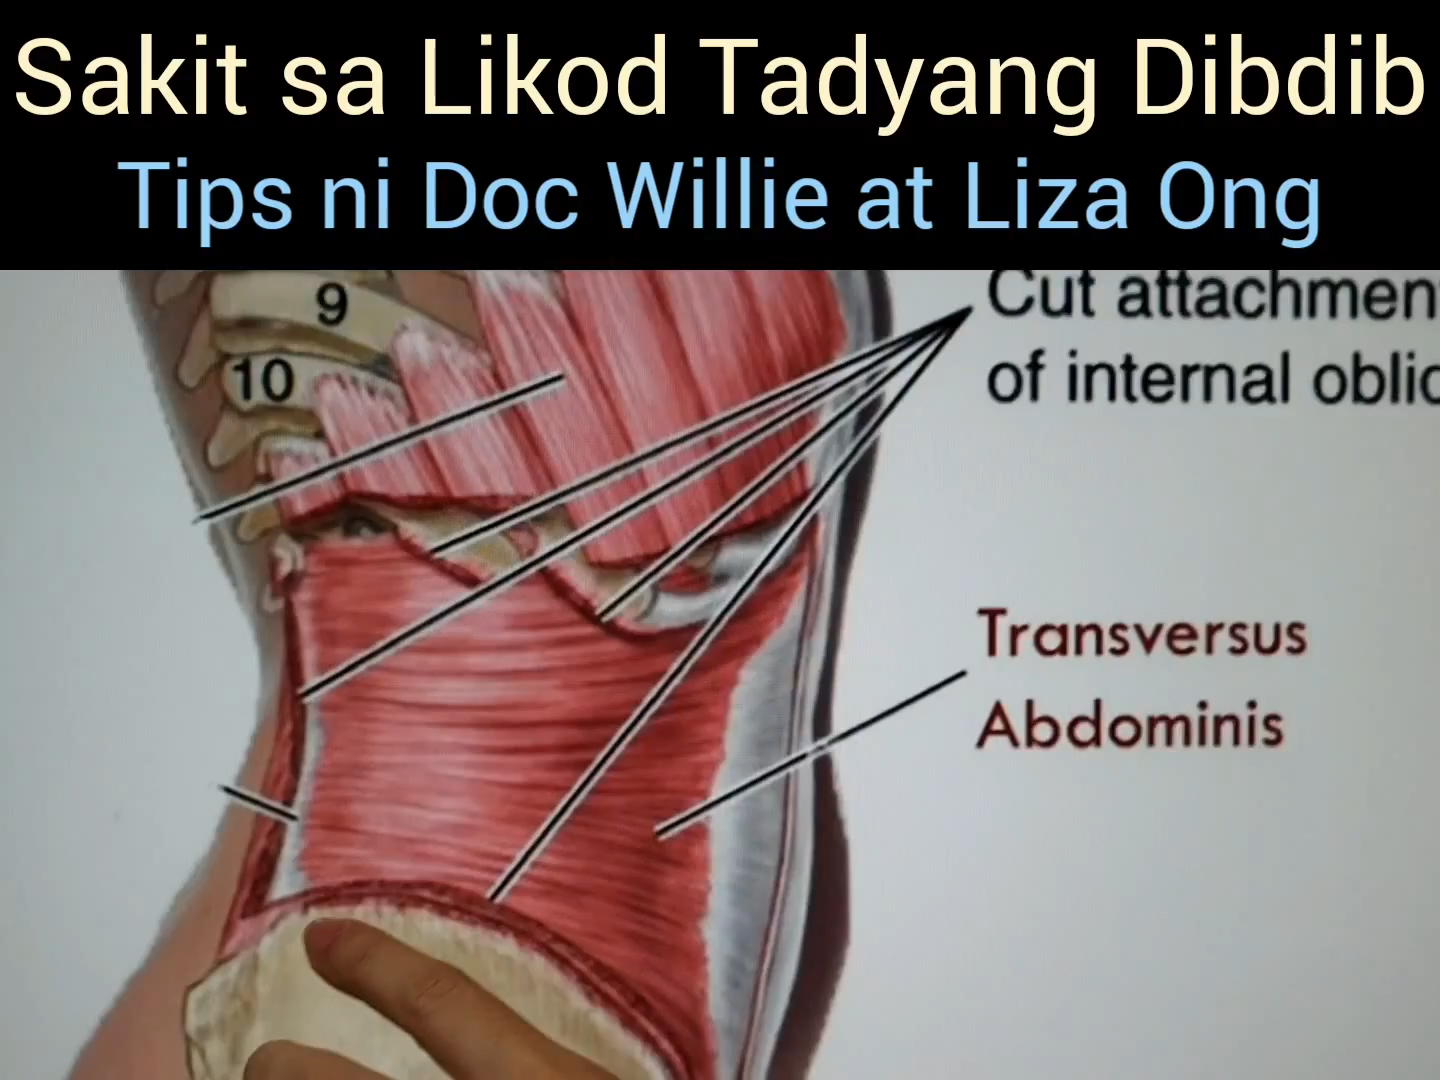 Sakit sa Likod Tadyang Dibdib
Tips ni Doc Willie at Liza Ong
9
10
Cut attachmen
of internal obli
Transversus
Abdominis